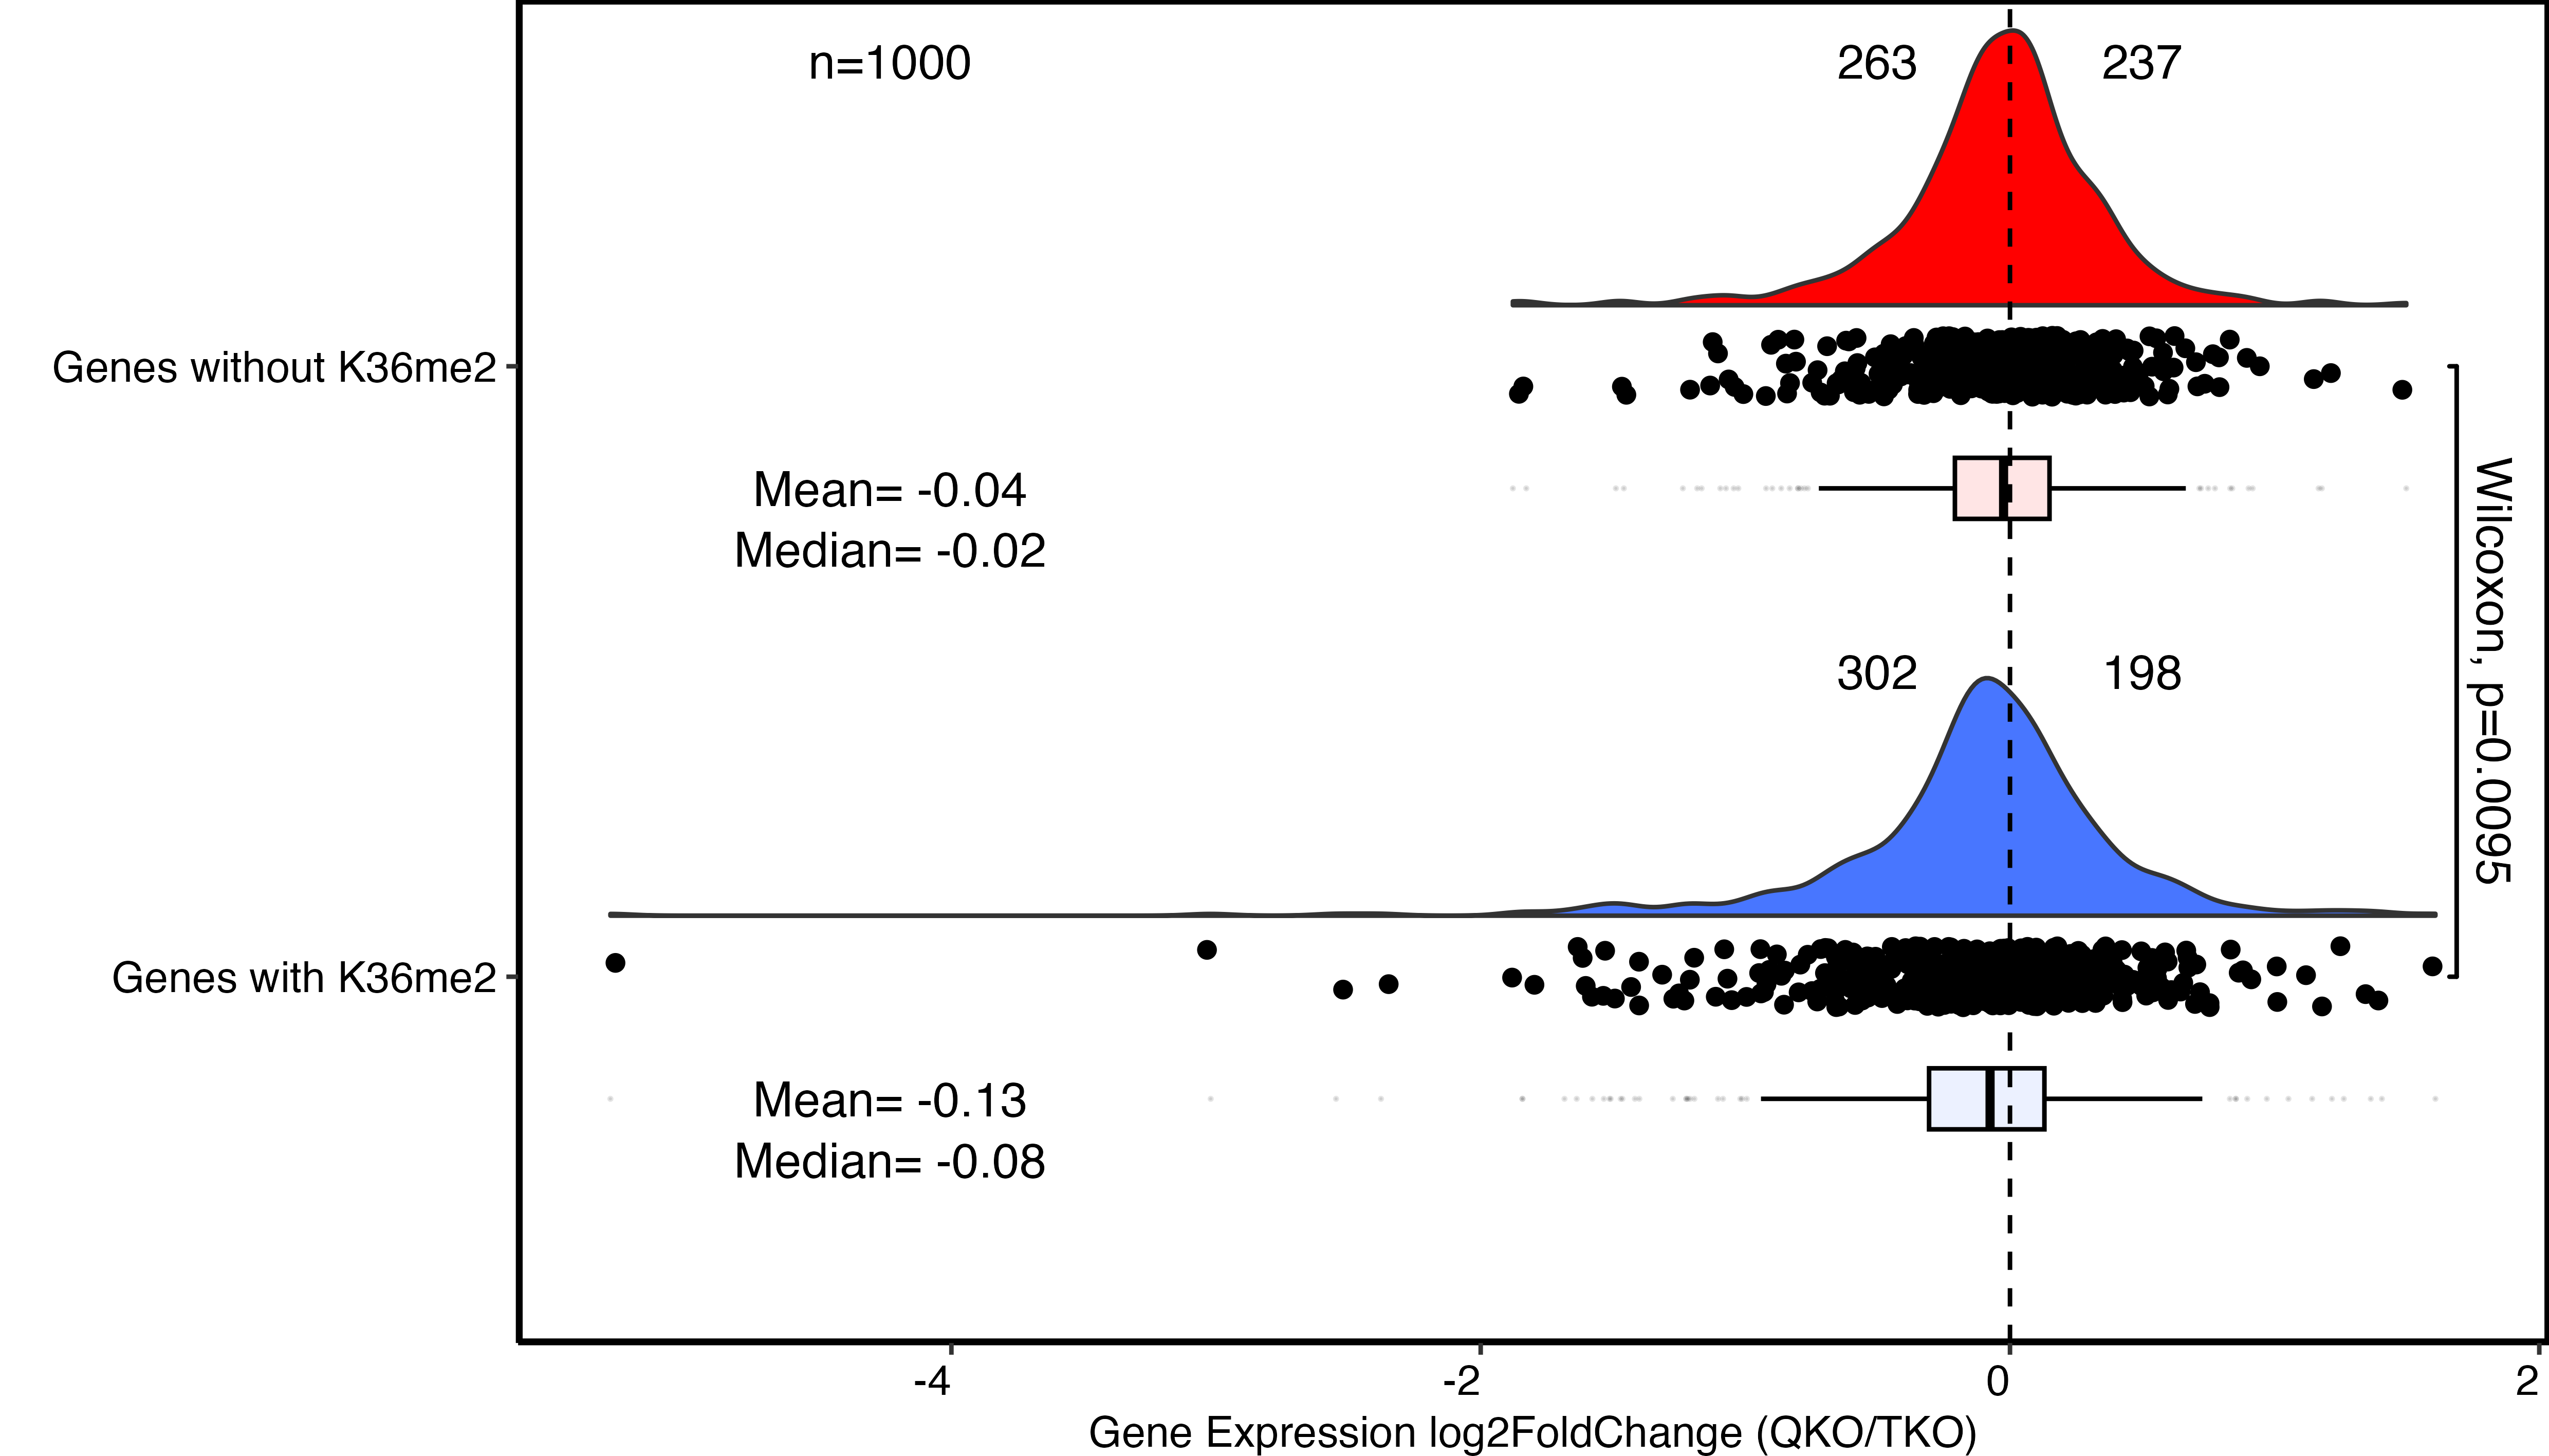 n=1000
263
237
Genes without K36me2
Mean= -0.04
Median= -0.02
Wilcoxon, p=0.0095
302
198
Genes with K36me2
Mean= -0.13
Median= -0.08
-4
-2
0
2
Gene Expression log2FoldChange (QKO/TKO)